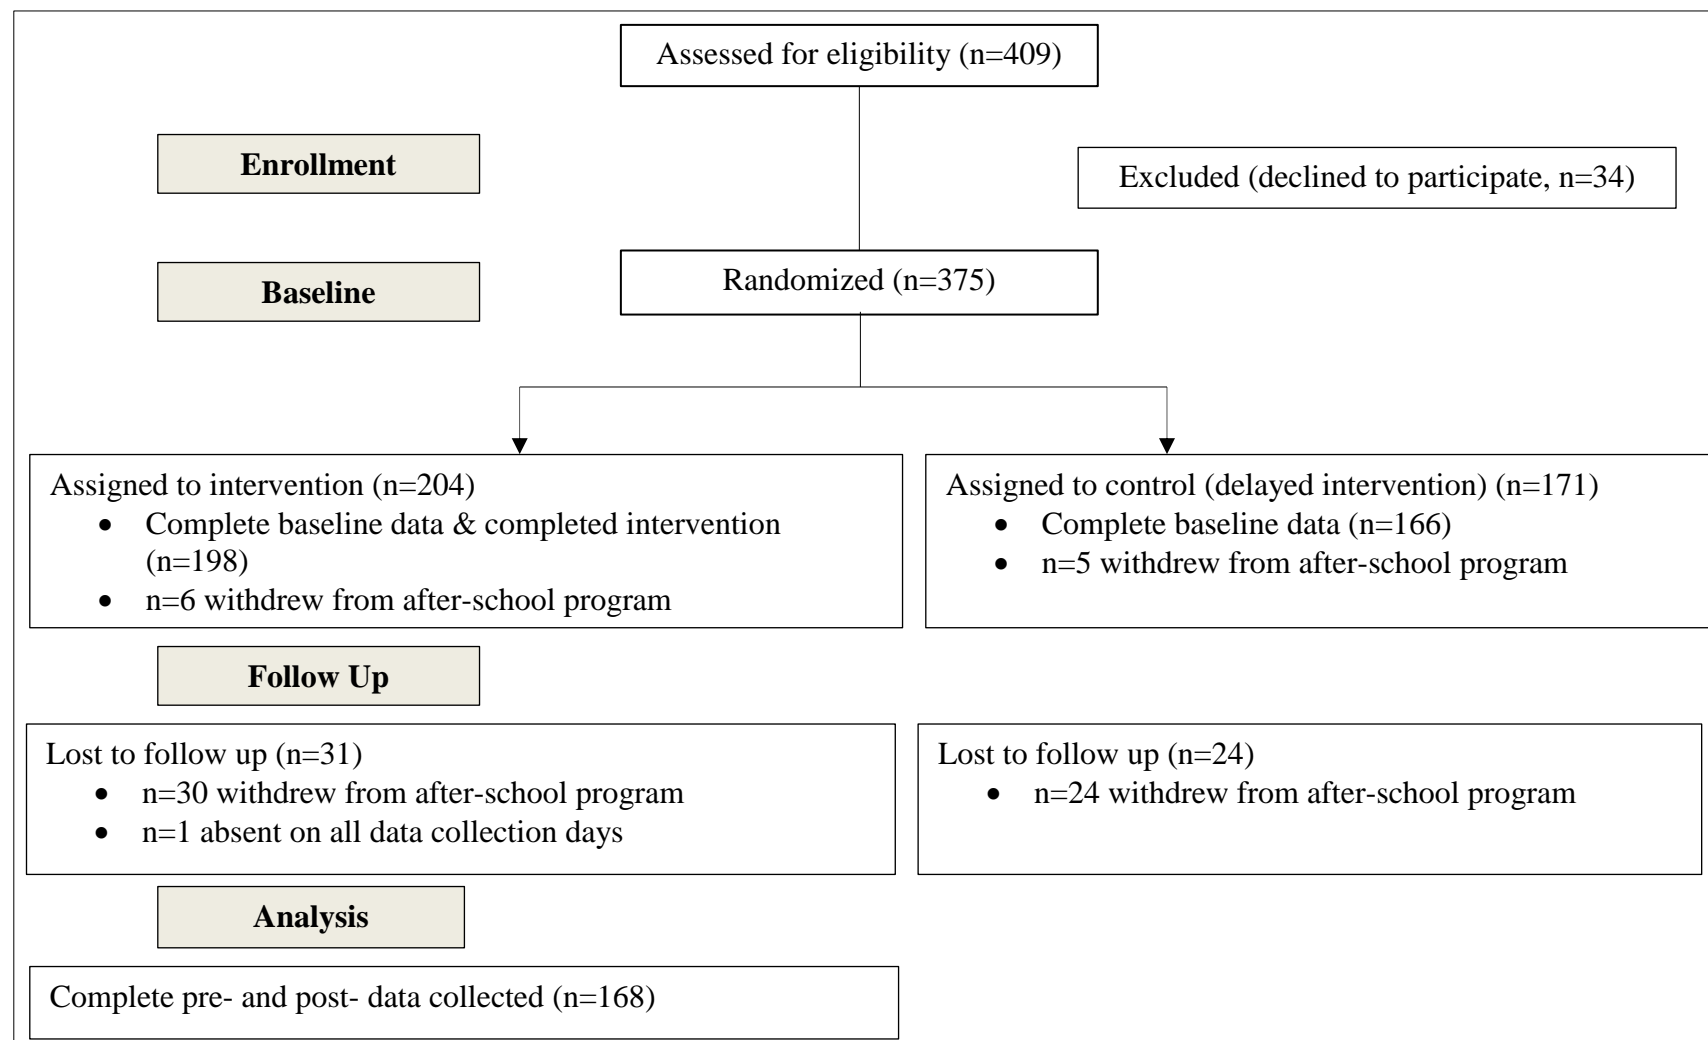 Assessed for eligibility (n=409)
Enrollment
Excluded (declined to participate, n=34)
Baseline
Randomized (n=375)
Assigned to intervention (n=204)
• Complete baseline data & completed intervention
(n=198)
• n=6 withdrew from after-school program
Assigned to control (delayed intervention) (n=171)
• Complete baseline data (n=166)
• n=5 withdrew from after-school program
Follow Up
Lost to follow up (n=31)
• n=30 withdrew from after-school program
• n=1 absent on all data collection days
Lost to follow up (n=24)
• n=24 withdrew from after-school program
Analysis
Complete pre- and post- data collected (n=168)